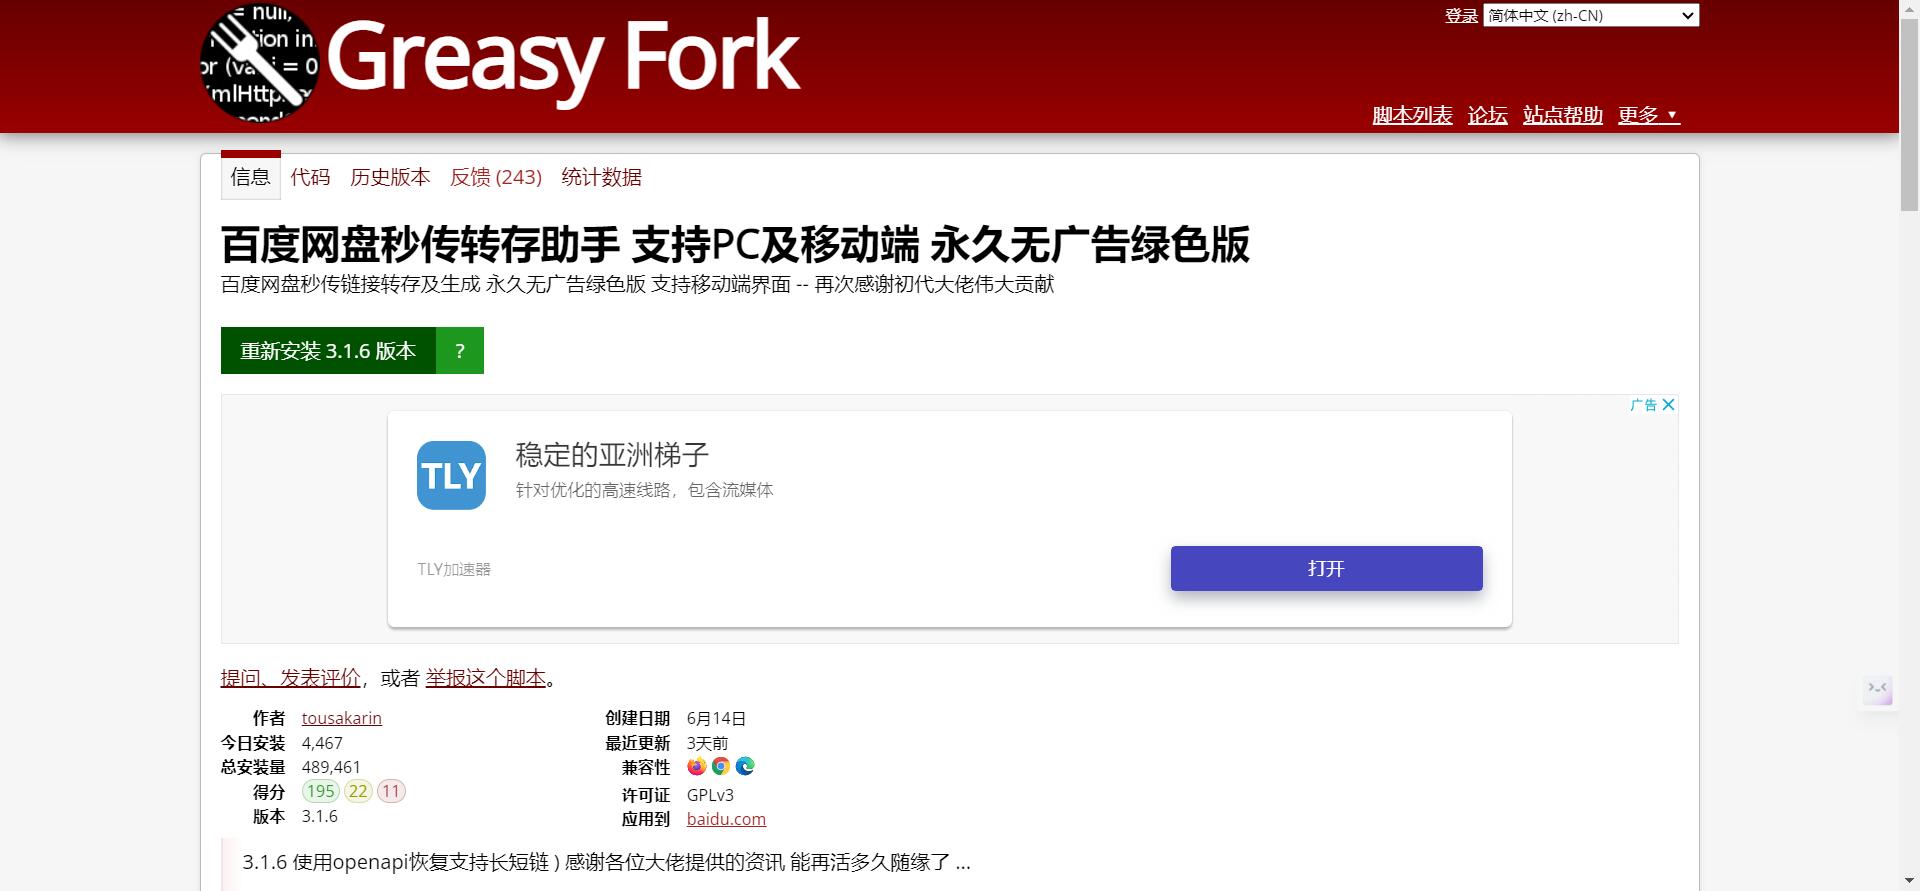 = null,
ction in
or (va i = 0
mlHttp
cond
Greasy Fork
登录 简体中文 (zh-CN)
脚本列表 论坛 站点帮助 更多 ▼
信息 代码 历史版本 反馈 (243) 统计数据
百度网盘秒传转存助手 支持PC及移动端 永久无广告绿色版
百度网盘秒传链接转存及生成 永久无广告绿色版 支持移动端界面 -- 再次感谢初代大佬伟大贡献
重新安装 3.1.6 版本 ?
广告
TLY
稳定的亚洲梯子
针对优化的高速线路，包含流媒体
TLY加速器
打开
提问、发表评价，或者 举报这个脚本。
作者 tousakarin
今日安装 4,467
总安装量 489,461
得分 195 22 11
版本 3.1.6
创建日期 6月14日
最近更新 3天前
兼容性
许可证 GPLv3
应用到 baidu.com
3.1.6 使用openapi恢复支持长短链 ) 感谢各位大佬提供的资讯 能再活多久随缘了 ...